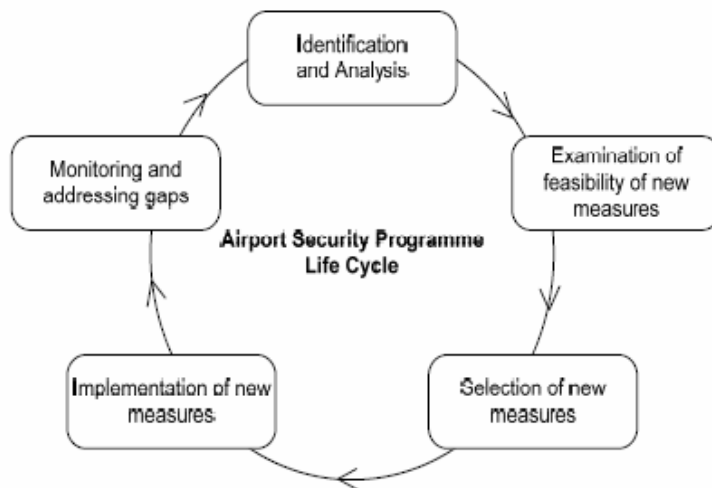 Identification
and Analysis
Examination of
feasibility of new
measures
Monitoring and
addressing gaps
Airport Security Programme
Life Cycle
Implementation of new
measures
Selection of new
measures